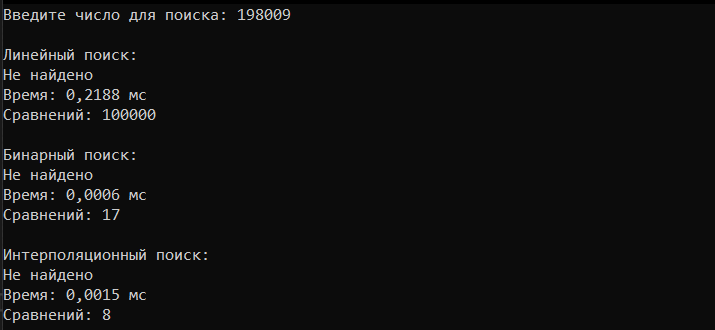 Введите число для поиска: 198009
Линейный поиск:
Не найдено
Время: 0,2188 мс
Сравнений: 100000
Бинарный поиск:
Не найдено
Время: 0,0006 мс
Сравнений: 17
Интерполяционный поиск:
Не найдено
Время: 0,0015 мс
Сравнений: 8